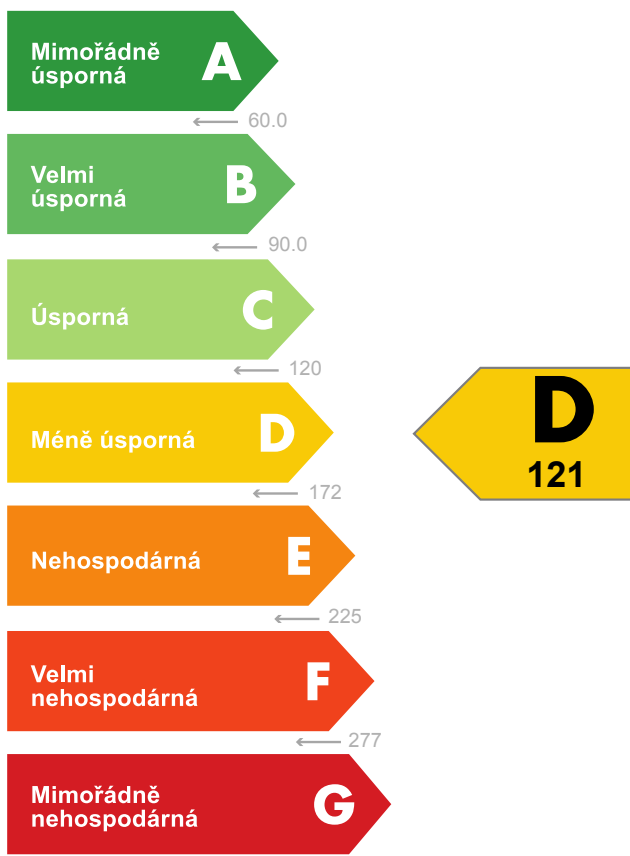 Mimořádně
úsporná
A
60.0
Velmi
úsporná
B
90.0
Úsporná
C
120
Méně úsporná
D
D
121
172
Nehospodárná
E
225
Velmi
nehospodárná
F
277
Mimořádně
nehospodárná
G